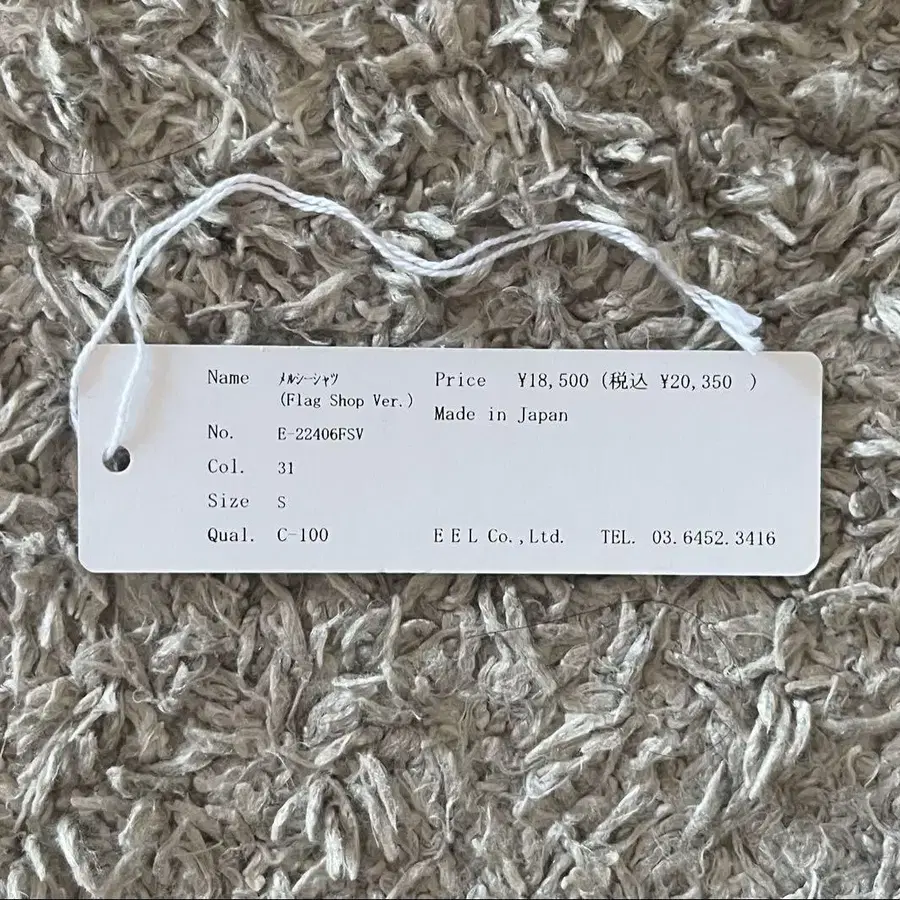 Name ﾒﾙｼｰｼｬﾂ Price ¥18,500 (税込 ¥20,350 )
(Flag Shop Ver.) Made in Japan
No. E-22406FSV
Col. 31
Size S
Qual. C-100 E E L Co.,Ltd. TEL. 03.6452.3416